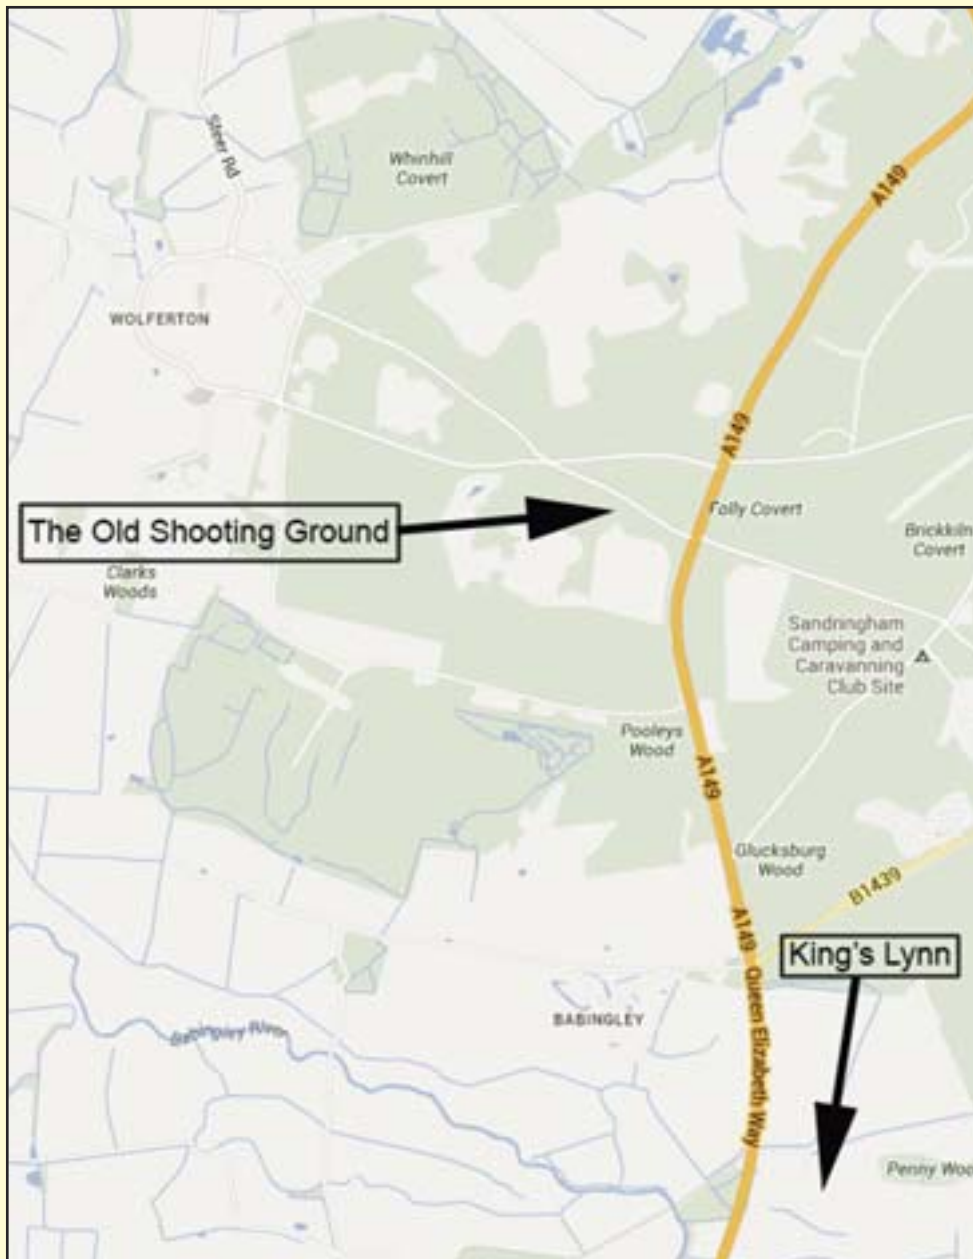 Whinhill
Covert
Steer Rd
A149
WOLFERTON
A149
The Old Shooting Ground
Folly Covert
Brickkiln
Covert
Clarks
Woods
Sandringham
Camping and
Caravanning
Club Site
Pooleys
Wood
A149
Glucksburg
Wood
B1439
A149
Queen Elizabeth Way
King's Lynn
BABINGLEY
Babingley River
Penny Woo